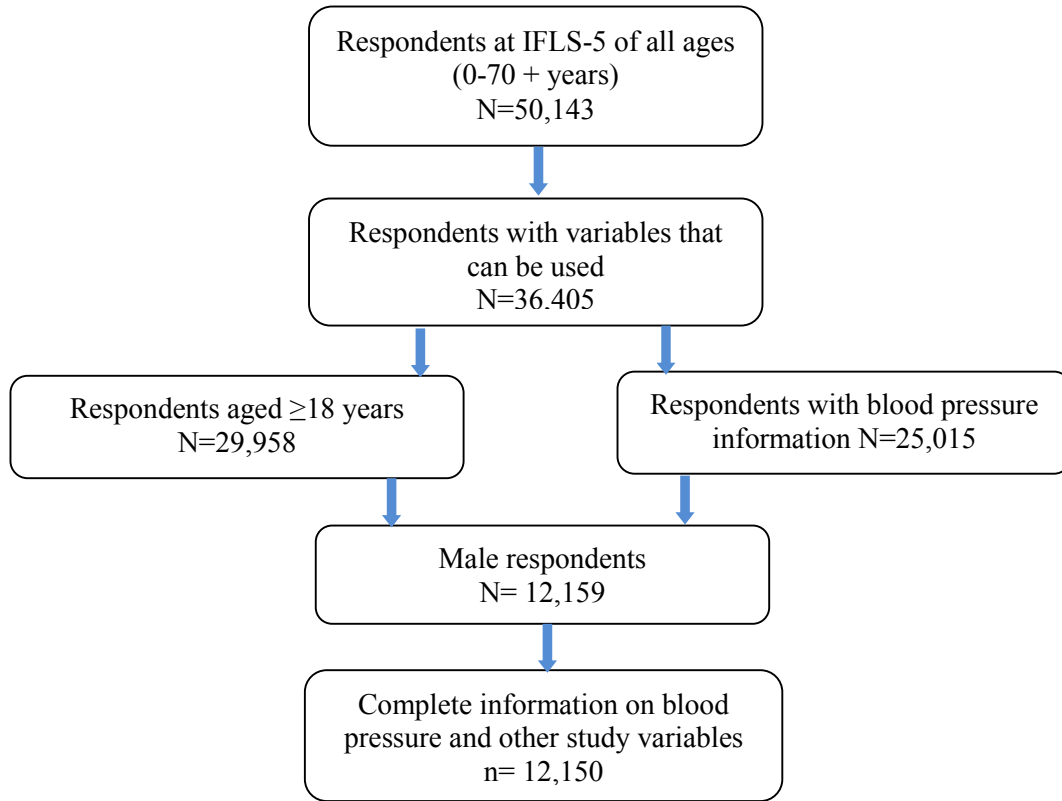 Respondents at IFLS-5 of all ages
(0-70 + years)
N=50,143
Respondents with variables that
can be used
N=36,405
Respondents aged ≥18 years
N=29,958
Respondents with blood pressure
information N=25,015
Male respondents
N= 12,159
Complete information on blood
pressure and other study variables
n= 12,150